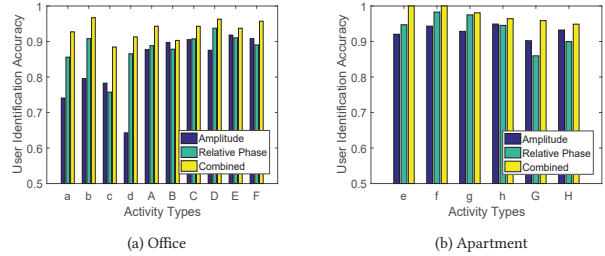 User Identification Accuracy
1
0.9
0.8
0.7
0.6
0.5
Amplitude
Relative Phase
Combined
a b c d A B C D E F
Activity Types
(a) Office
User Identification Accuracy
1
0.9
0.8
0.7
0.6
0.5
Amplitude
Relative Phase
Combined
e f g h G H
Activity Types
(b) Apartment